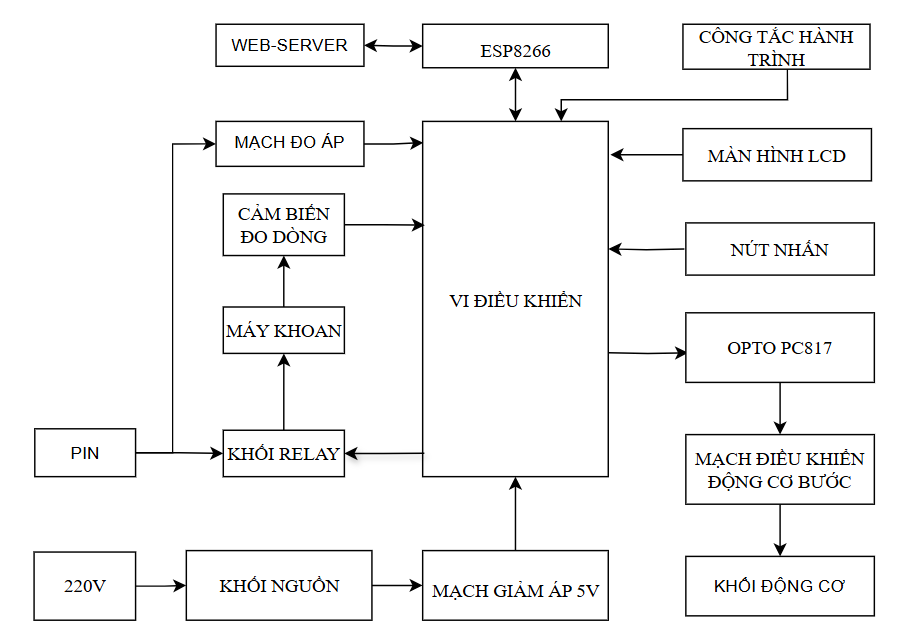 WEB-SERVER
ESP8266
CÔNG TẮC HÀNH
TRÌNH
MẠCH ĐO ÁP
MÀN HÌNH LCD
CẢM BIẾN
ĐO DÒNG
NÚT NHẤN
VI ĐIỀU KHIỂN
MÁY KHOAN
OPTO PC817
PIN
KHỐI RELAY
MẠCH ĐIỀU KHIỂN
ĐỘNG CƠ BƯỚC
220V
KHỐI NGUỒN
MẠCH GIẢM ÁP 5V
KHỐI ĐỘNG CƠ